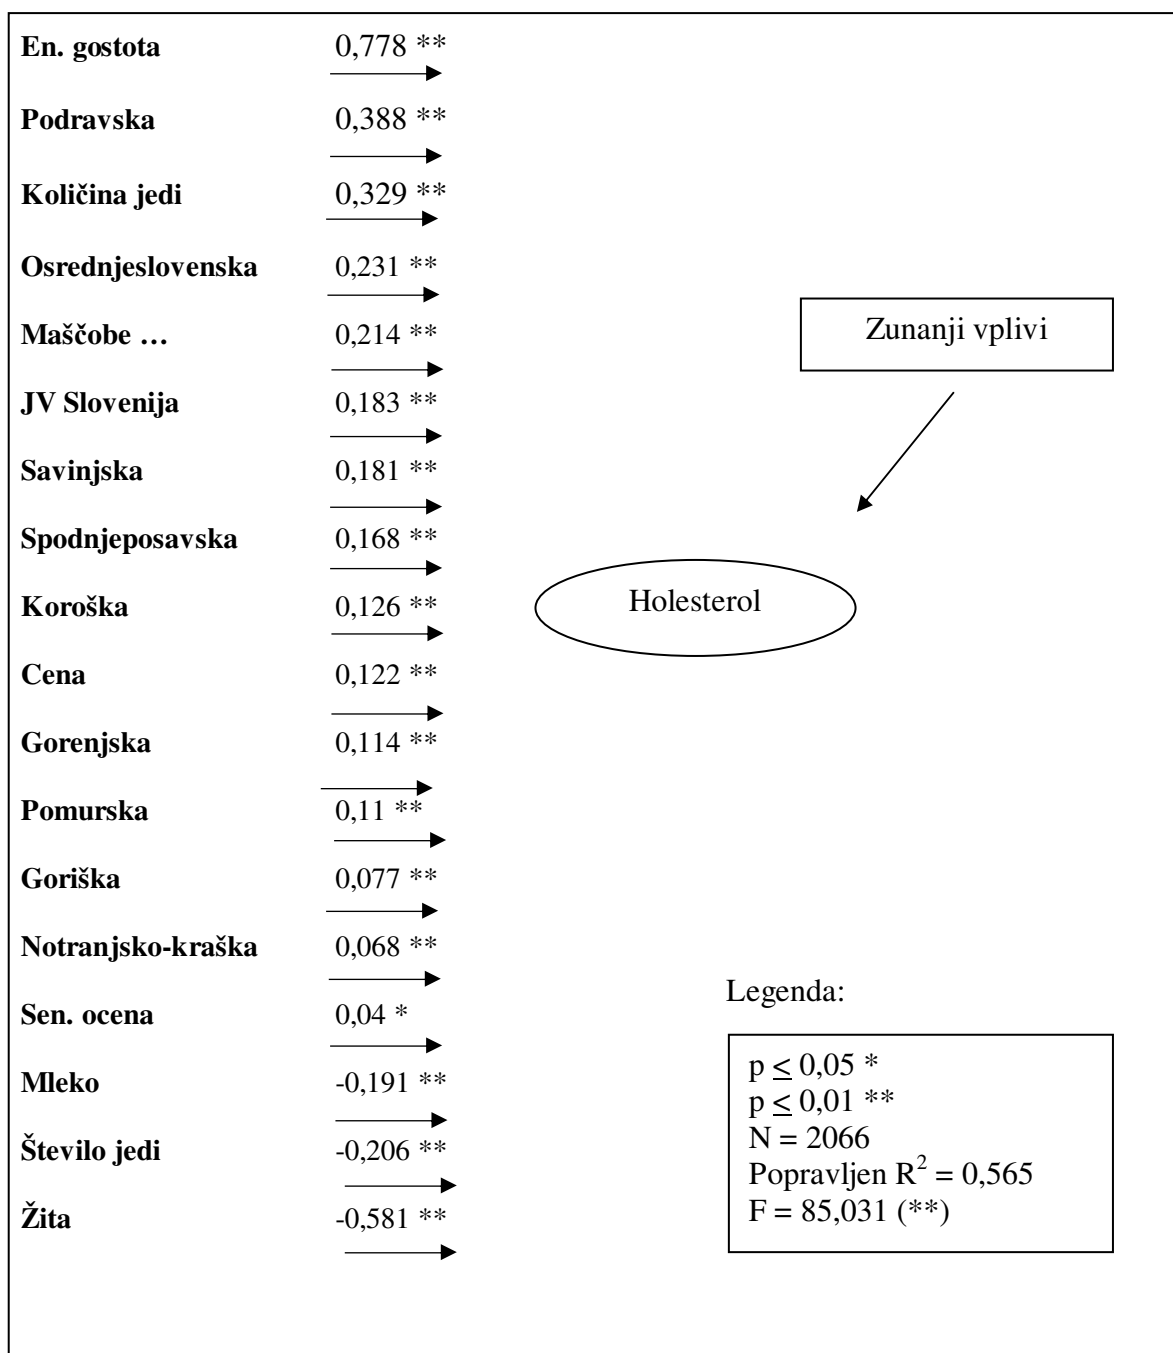 En. gostota 0,778 **
Podravska 0,388 **
Količina jedi 0,329 **
Osrednjeslovenska 0,231 **
Maščobe … 0,214 **
Zunanji vplivi
JV Slovenija 0,183 **
Savinjska 0,181 **
Spodnjeposavska 0,168 **
Koroška 0,126 **
Holesterol
Cena 0,122 **
Gorenjska 0,114 **
Pomurska 0,11 **
Goriška 0,077 **
Notranjsko-kraška 0,068 **
Sen. ocena 0,04 *
Mleko -0,191 **
Število jedi -0,206 **
Žita -0,581 **
Legenda:
p ≤ 0,05 *
p ≤ 0,01 **
N = 2066
Popravljen R² = 0,565
F = 85,031 (**)